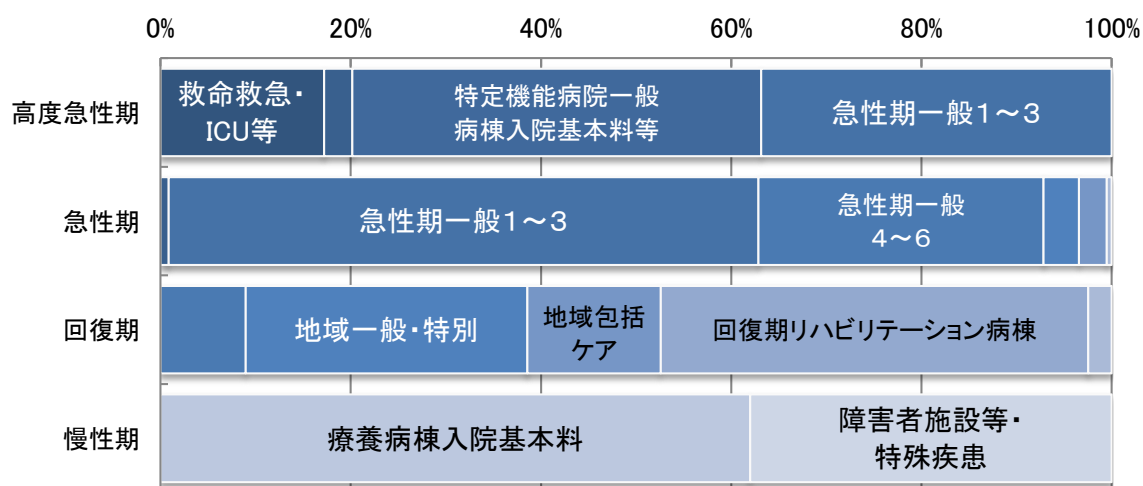 0% 20% 40% 60% 80% 100%
高度急性期
救命救急・
ICU等
特定機能病院一般
病棟入院基本料等
急性期一般１～３
急性期
急性期一般１～３
急性期一般
４～６
回復期
地域一般・特別
地域包括
ケア
回復期リハビリテーション病棟
慢性期
療養病棟入院基本料
障害者施設等・
特殊疾患